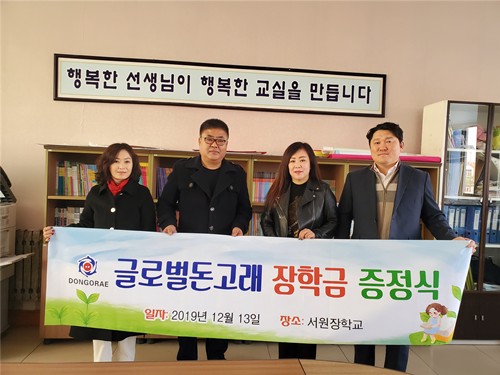 행복한 선생님이 행복한 교실을 만듭니다
글로벌돈고래 장학금 증정식
DONGORAE
일자: 2019년 12월 13일 장소: 서원장학교